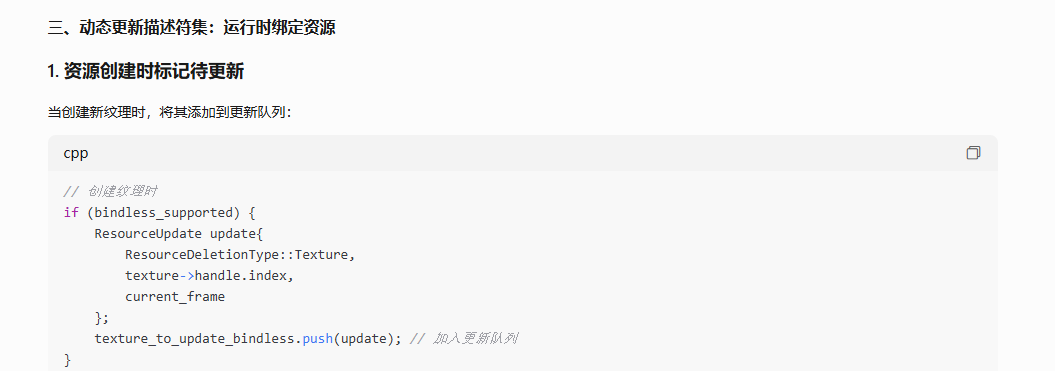 三、动态更新描述符集：运行时绑定资源
1. 资源创建时标记待更新
当创建新纹理时，将其添加到更新队列：
cpp
// 创建纹理时
if (bindless_supported) {
    ResourceUpdate update{
        ResourceDeletionType::Texture,
        texture->handle.index,
        current_frame
    };
    texture_to_update_bindless.push(update); // 加入更新队列
}